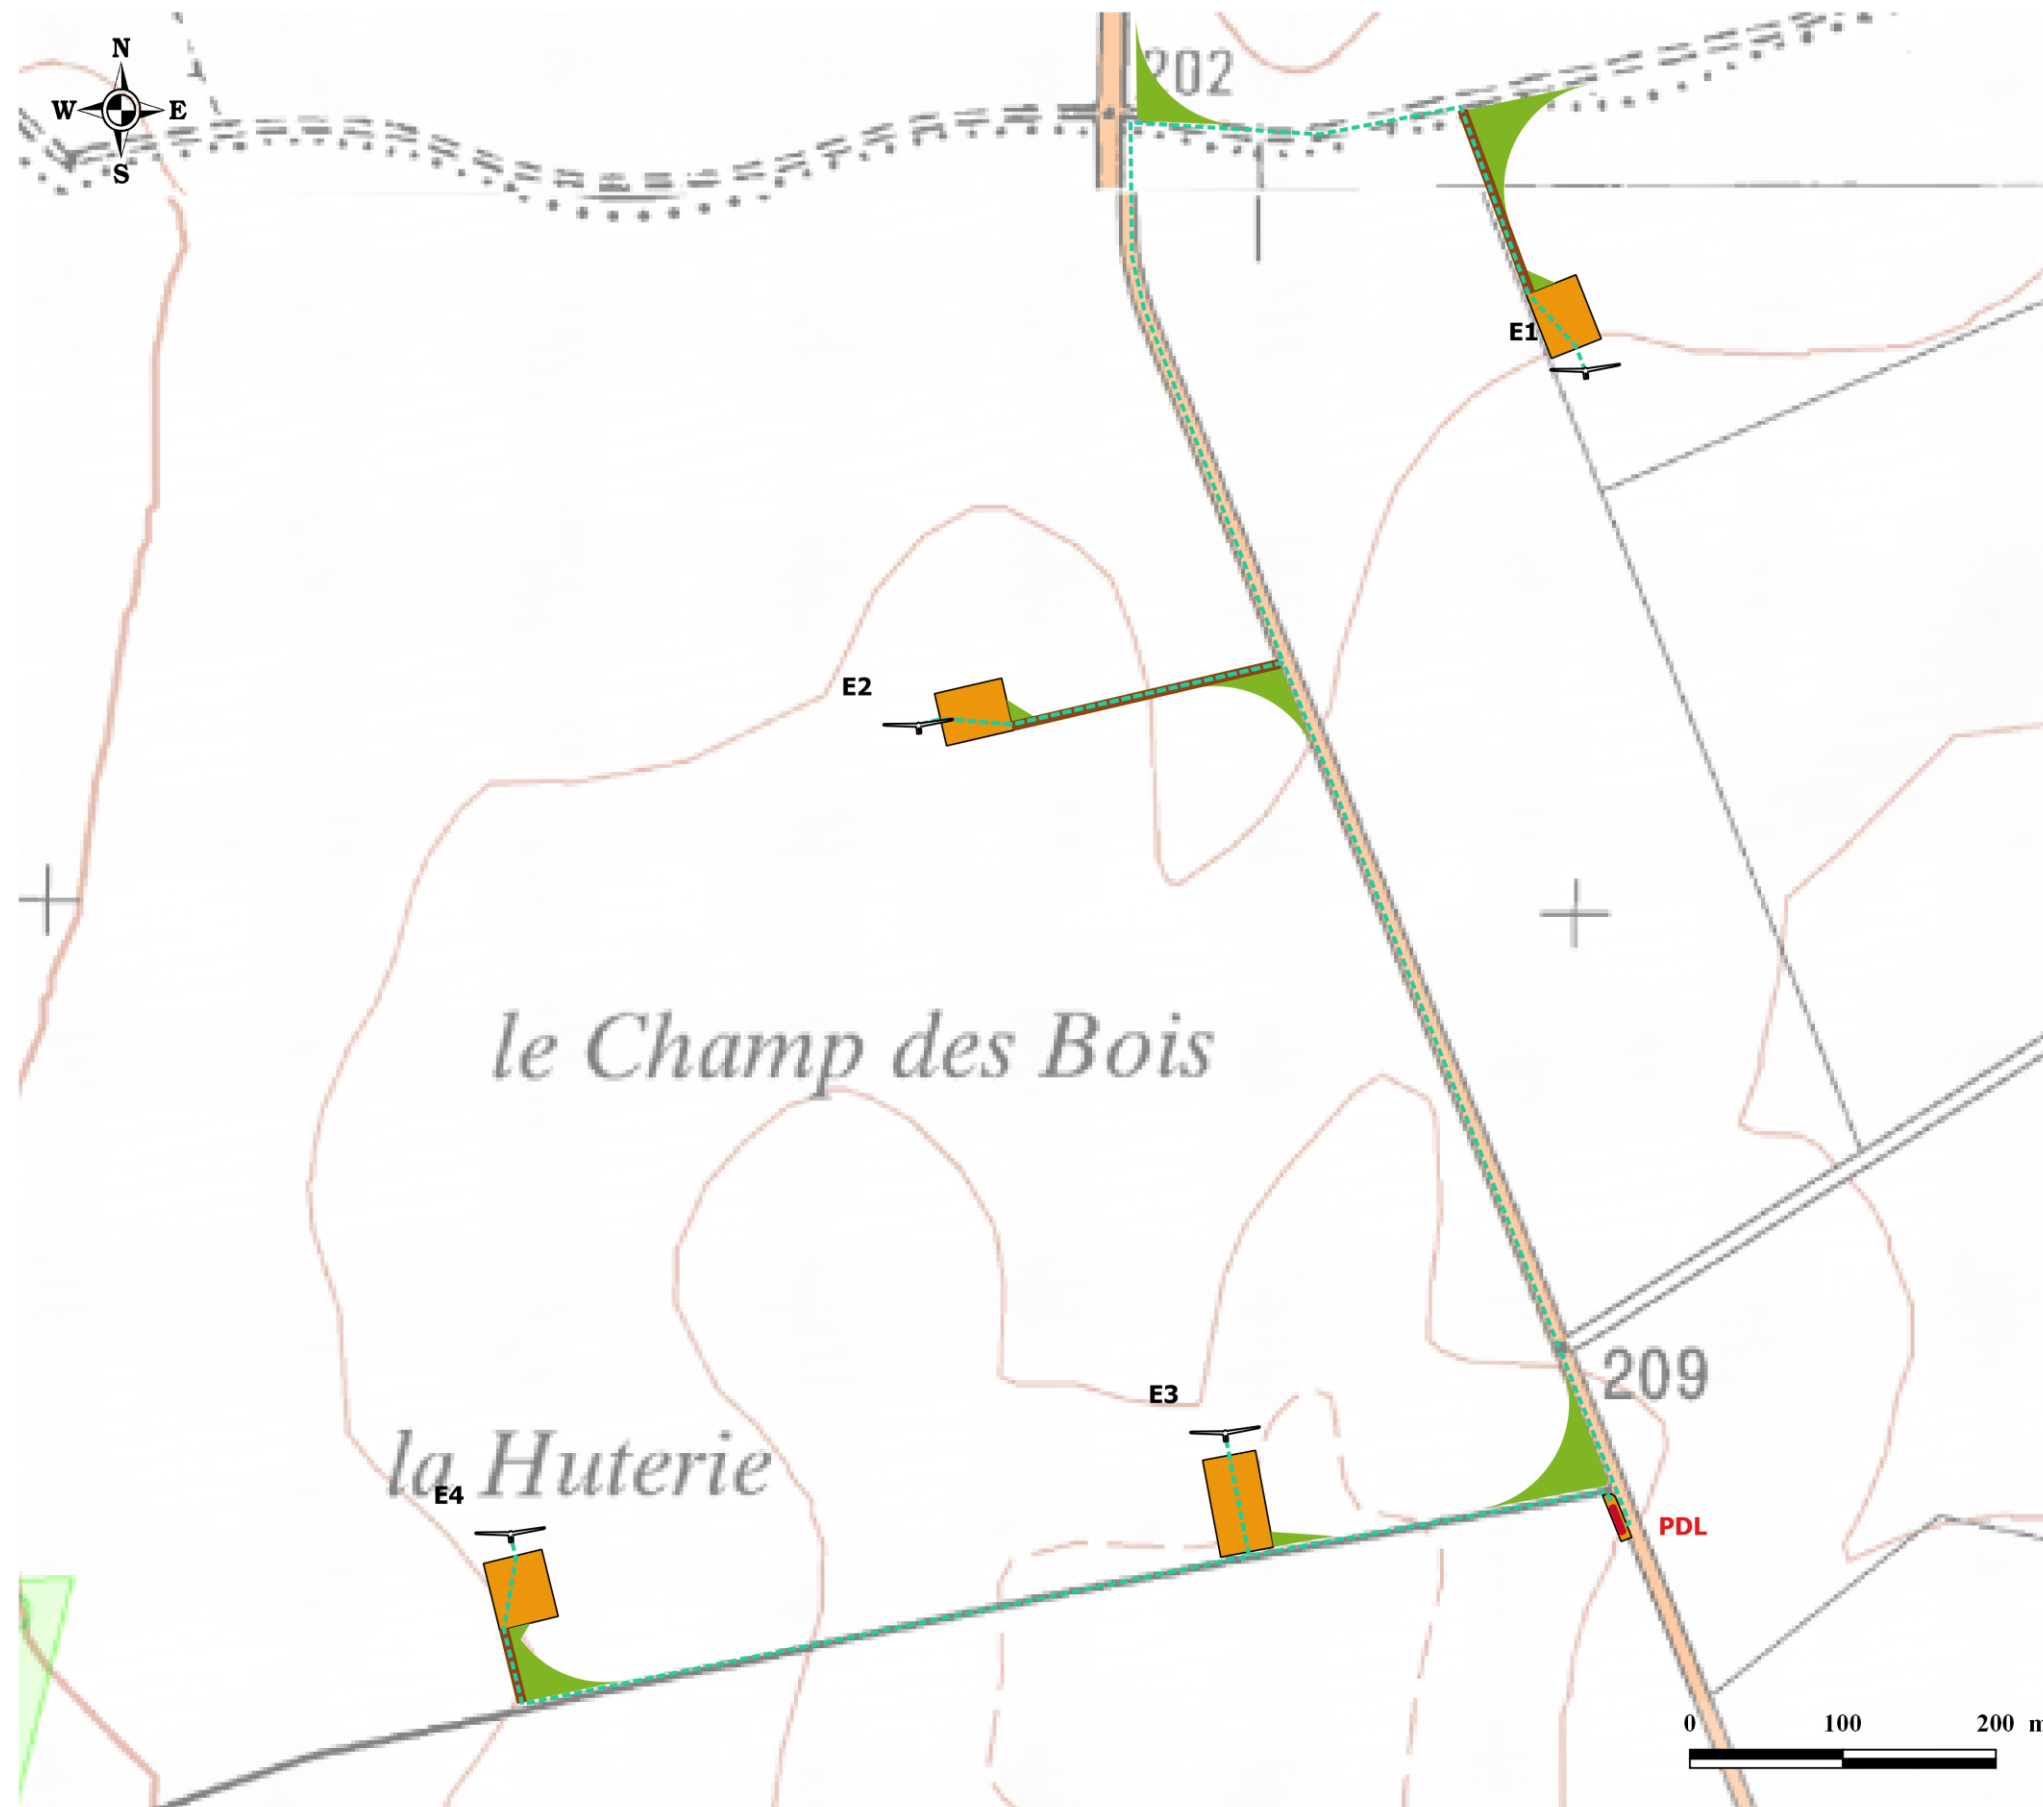 N
W E
S
202
E1
E2
le Champ des Bois
209
E3
la Huterie
E4
PDL
0 100 200 m